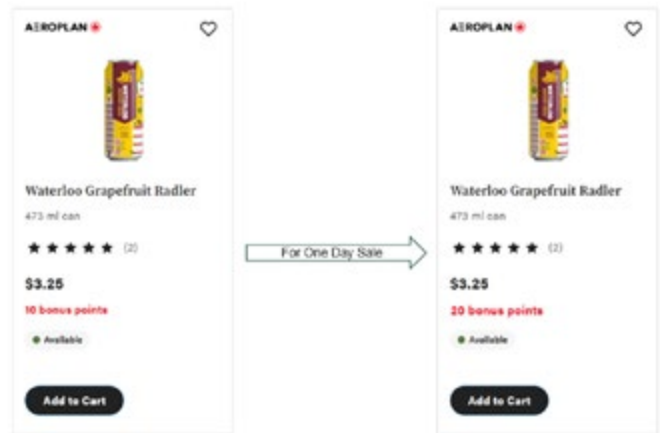 AEROPLAN
Waterloo Grapefruit Radler
473 ml can
(2)
$3.25
10 bonus points
Available
Add to Cart
For One Day Sale
AEROPLAN
Waterloo Grapefruit Radler
473 ml can
(2)
$3.25
20 bonus points
Available
Add to Cart